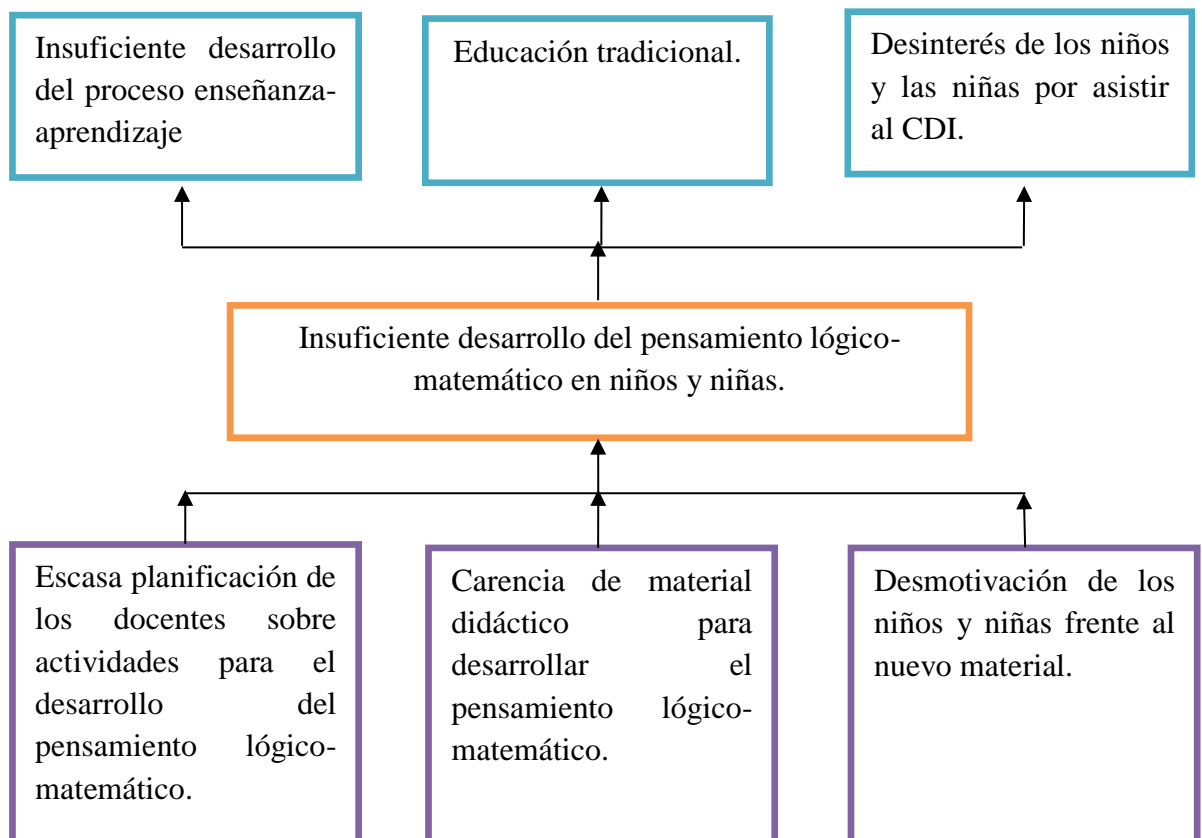 Insuficiente desarrollo
del proceso enseñanza-
aprendizaje
Educación tradicional.
Desinterés de los niños
y las niñas por asistir
al CDI.
Insuficiente desarrollo del pensamiento lógico-
matemático en niños y niñas.
Escasa planificación de
los docentes sobre
actividades para el
desarrollo del
pensamiento lógico-
matemático.
Carencia de material
didáctico para
desarrollar el
pensamiento lógico-
matemático.
Desmotivación de los
niños y niñas frente al
nuevo material.